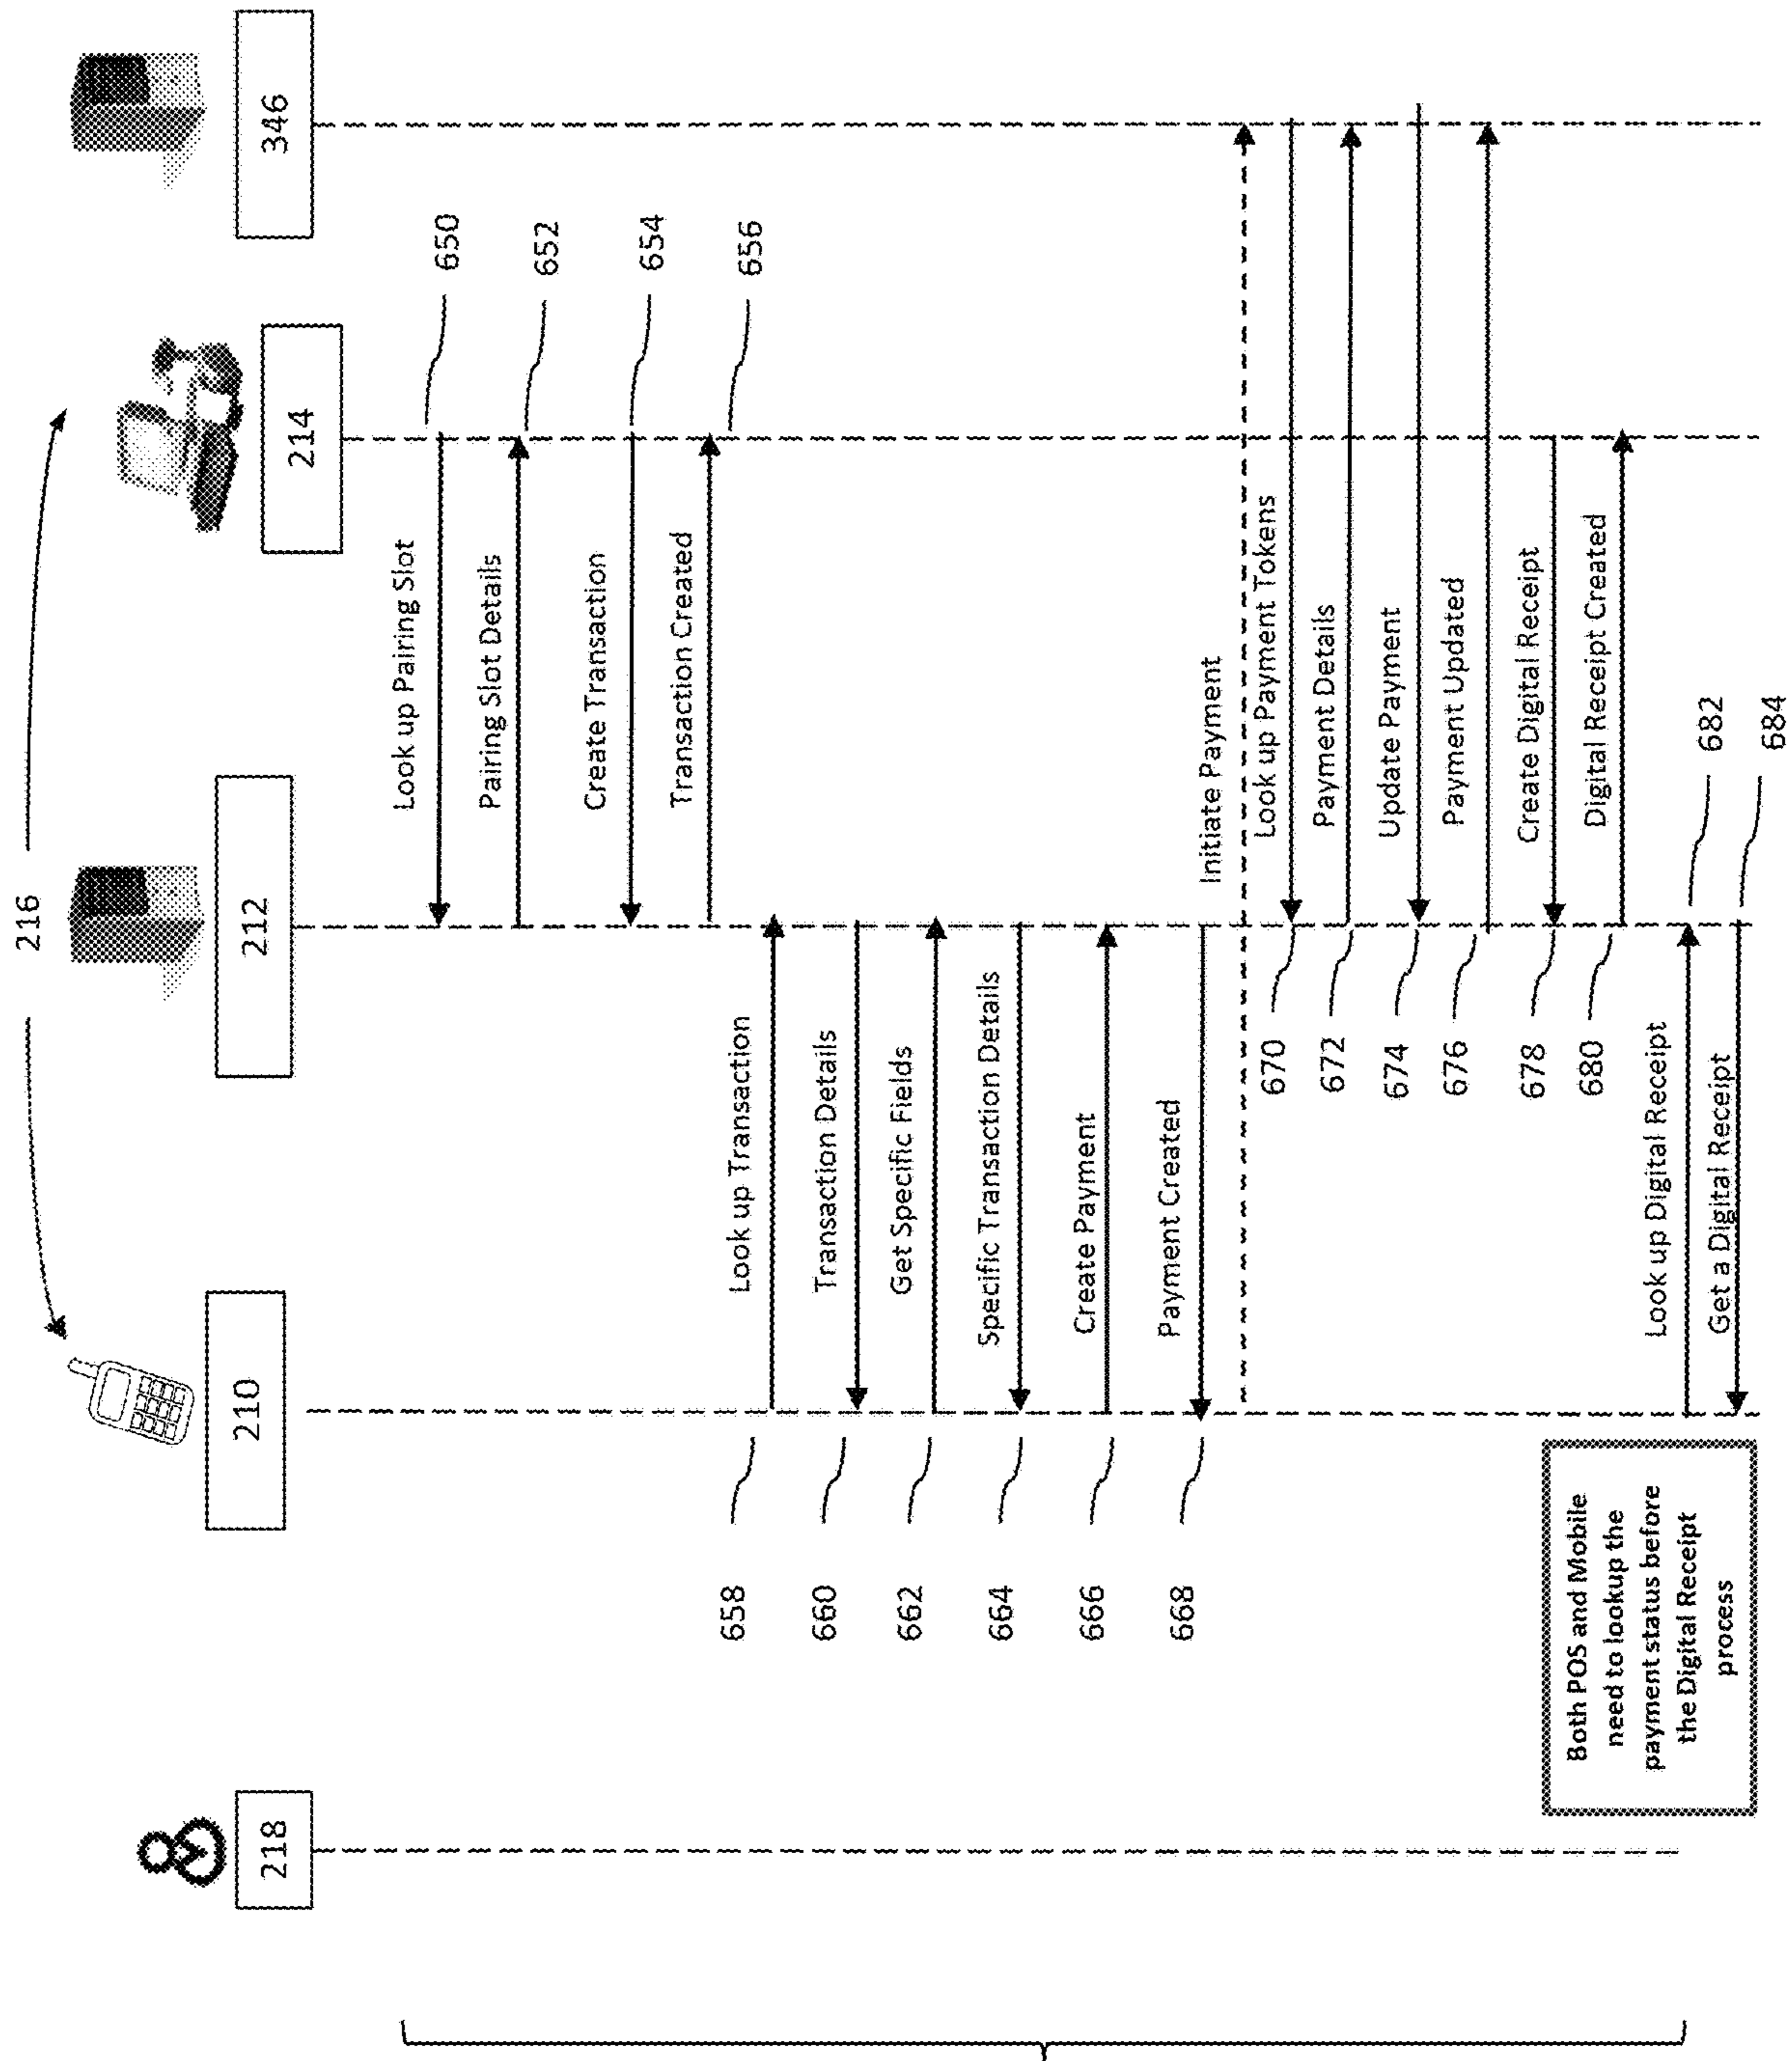 216
218
210
212
214
346
Look up Pairing Slot
650
Pairing Slot Details
652
Create Transaction
654
Transaction Created
656
658
Look up Transaction
660
Transaction Details
662
Get Specific Fields
664
Specific Transaction Details
666
Create Payment
668
Payment Created
Initiate Payment
670
Look up Payment Tokens
672
Payment Details
674
Update Payment
676
Payment Updated
678
Create Digital Receipt
680
Digital Receipt Created
Both POS and Mobile
need to lookup the
payment status before
the Digital Receipt
process
Look up Digital Receipt
682
Get a Digital Receipt
684